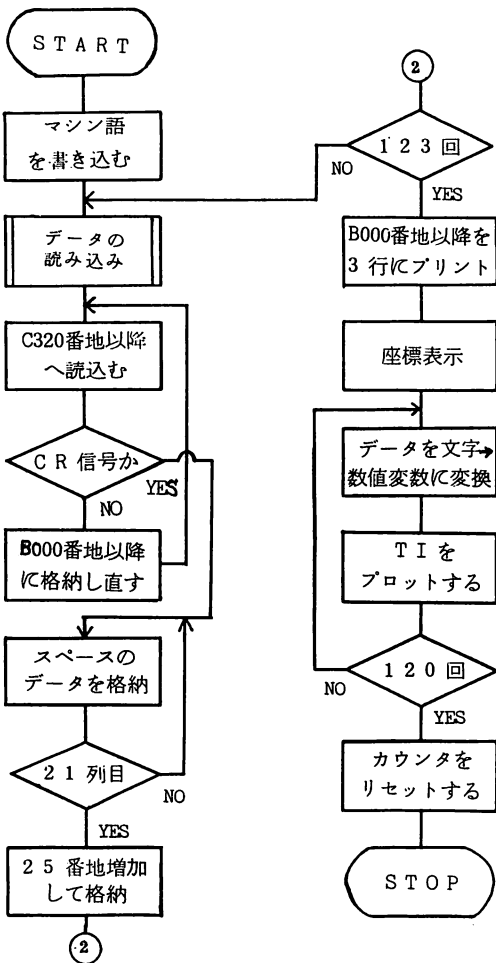 START
マシン語
を書き込む
データの
読み込み
C320番地以降
へ読込む
CR信号か
YES
NO
B000番地以降
に格納し直す
スペースの
データを格納
21列目
NO
YES
25番地増加
して格納
2
2
123回
NO
YES
B000番地以降を
3行にプリント
座標表示
データを文字→
数値変数に変換
TIを
プロットする
120回
NO
YES
カウンタを
リセットする
STOP